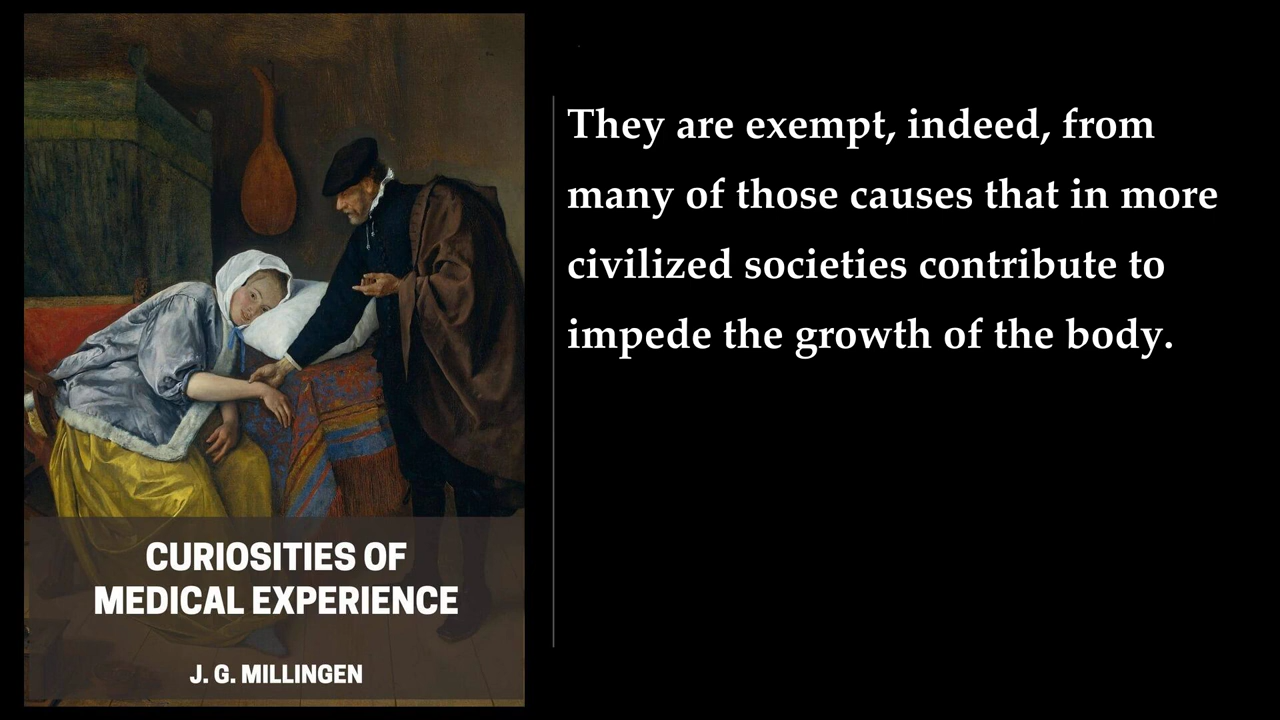 They are exempt, indeed, from
many of those causes that in more
civilized societies contribute to
impede the growth of the body.
CURIOSITIES OF
MEDICAL EXPERIENCE
J. G. MILLINGEN